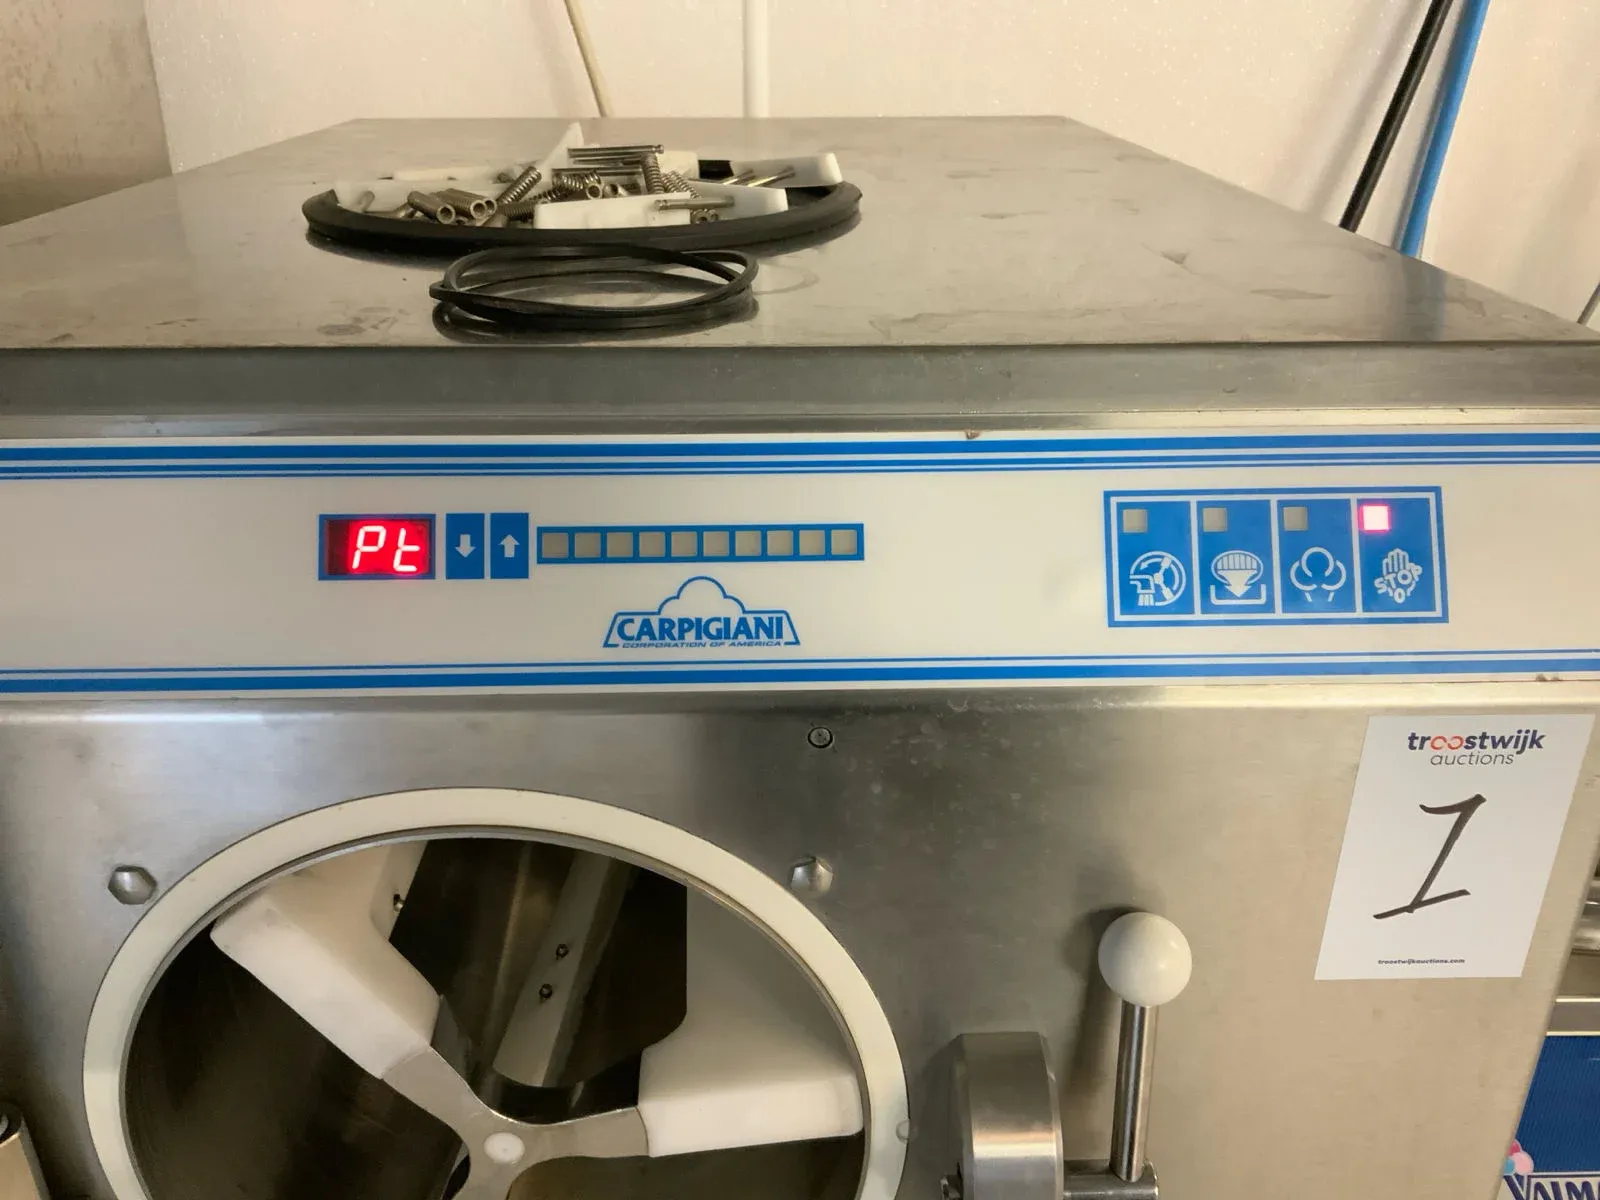 Pt
STOP
CARPIGIANI
CORPORATION OF AMERICA
troostwijk
auctions
1
troostwijkauctions.com